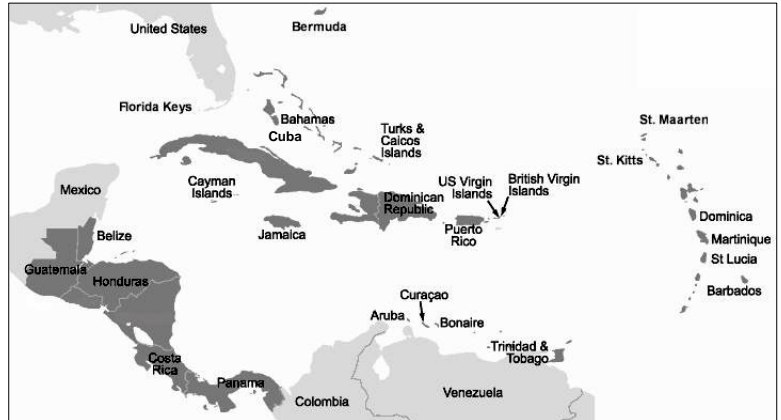 United States
Bermuda
Florida Keys
Bahamas
Cuba
Turks &
Caicos
Islands
St. Maarten
St. Kitts
Mexico
Cayman
Islands
Dominican
Republic
US Virgin
Islands
British Virgin
Islands
Belize
Jamaica
Puerto
Rico
Dominica
Martinique
St Lucia
Barbados
Guatemala
Honduras
Curaçao
Aruba
Bonaire
Trinidad &
Tobago
Costa
Rica
Panama
Colombia
Venezuela